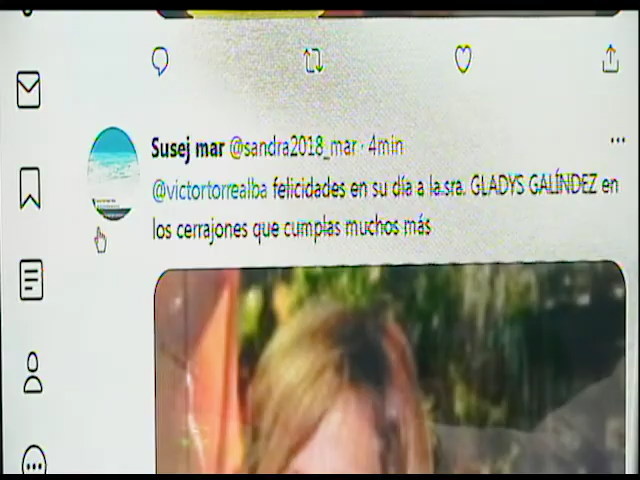 Susej mar @sandra2018_mar · 4min
@victortorrealba felicidades en su día a la.sra. GLADYS GALÍNDEZ en
los cerrajones que cumplas muchos más